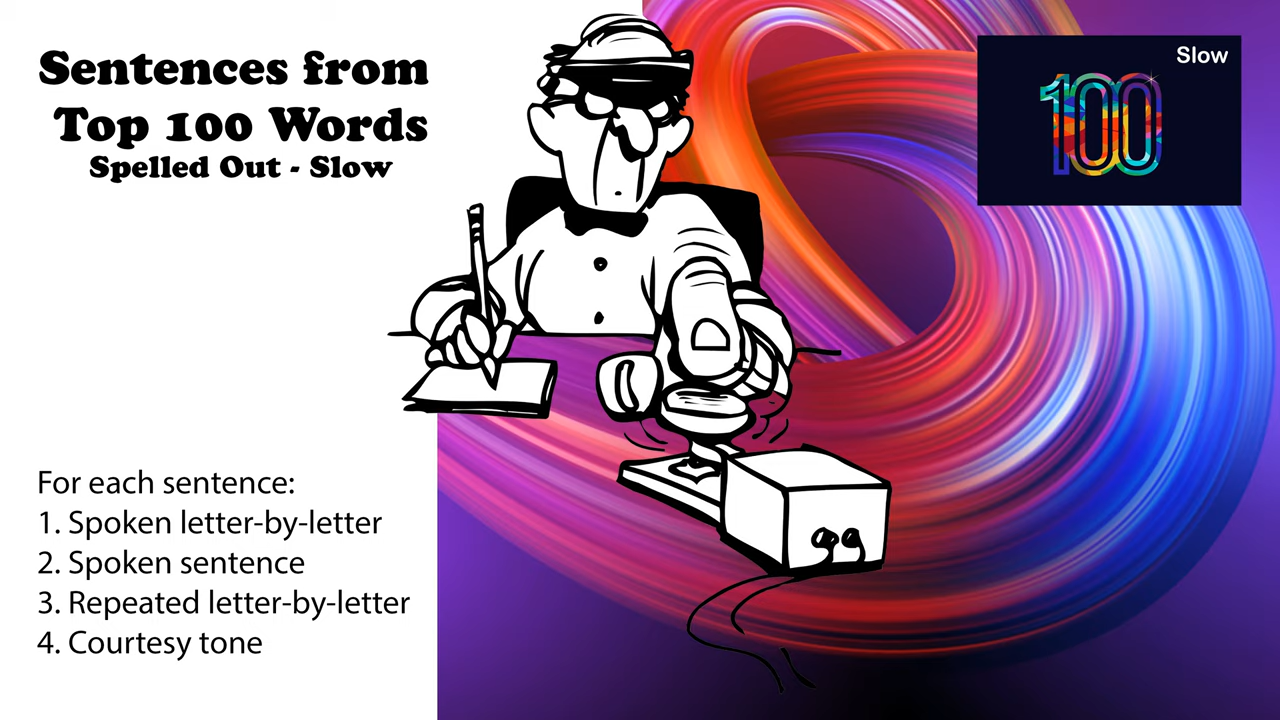 Sentences from
Top 100 Words
Spelled Out - Slow
Slow
100
For each sentence:
1. Spoken letter-by-letter
2. Spoken sentence
3. Repeated letter-by-letter
4. Courtesy tone